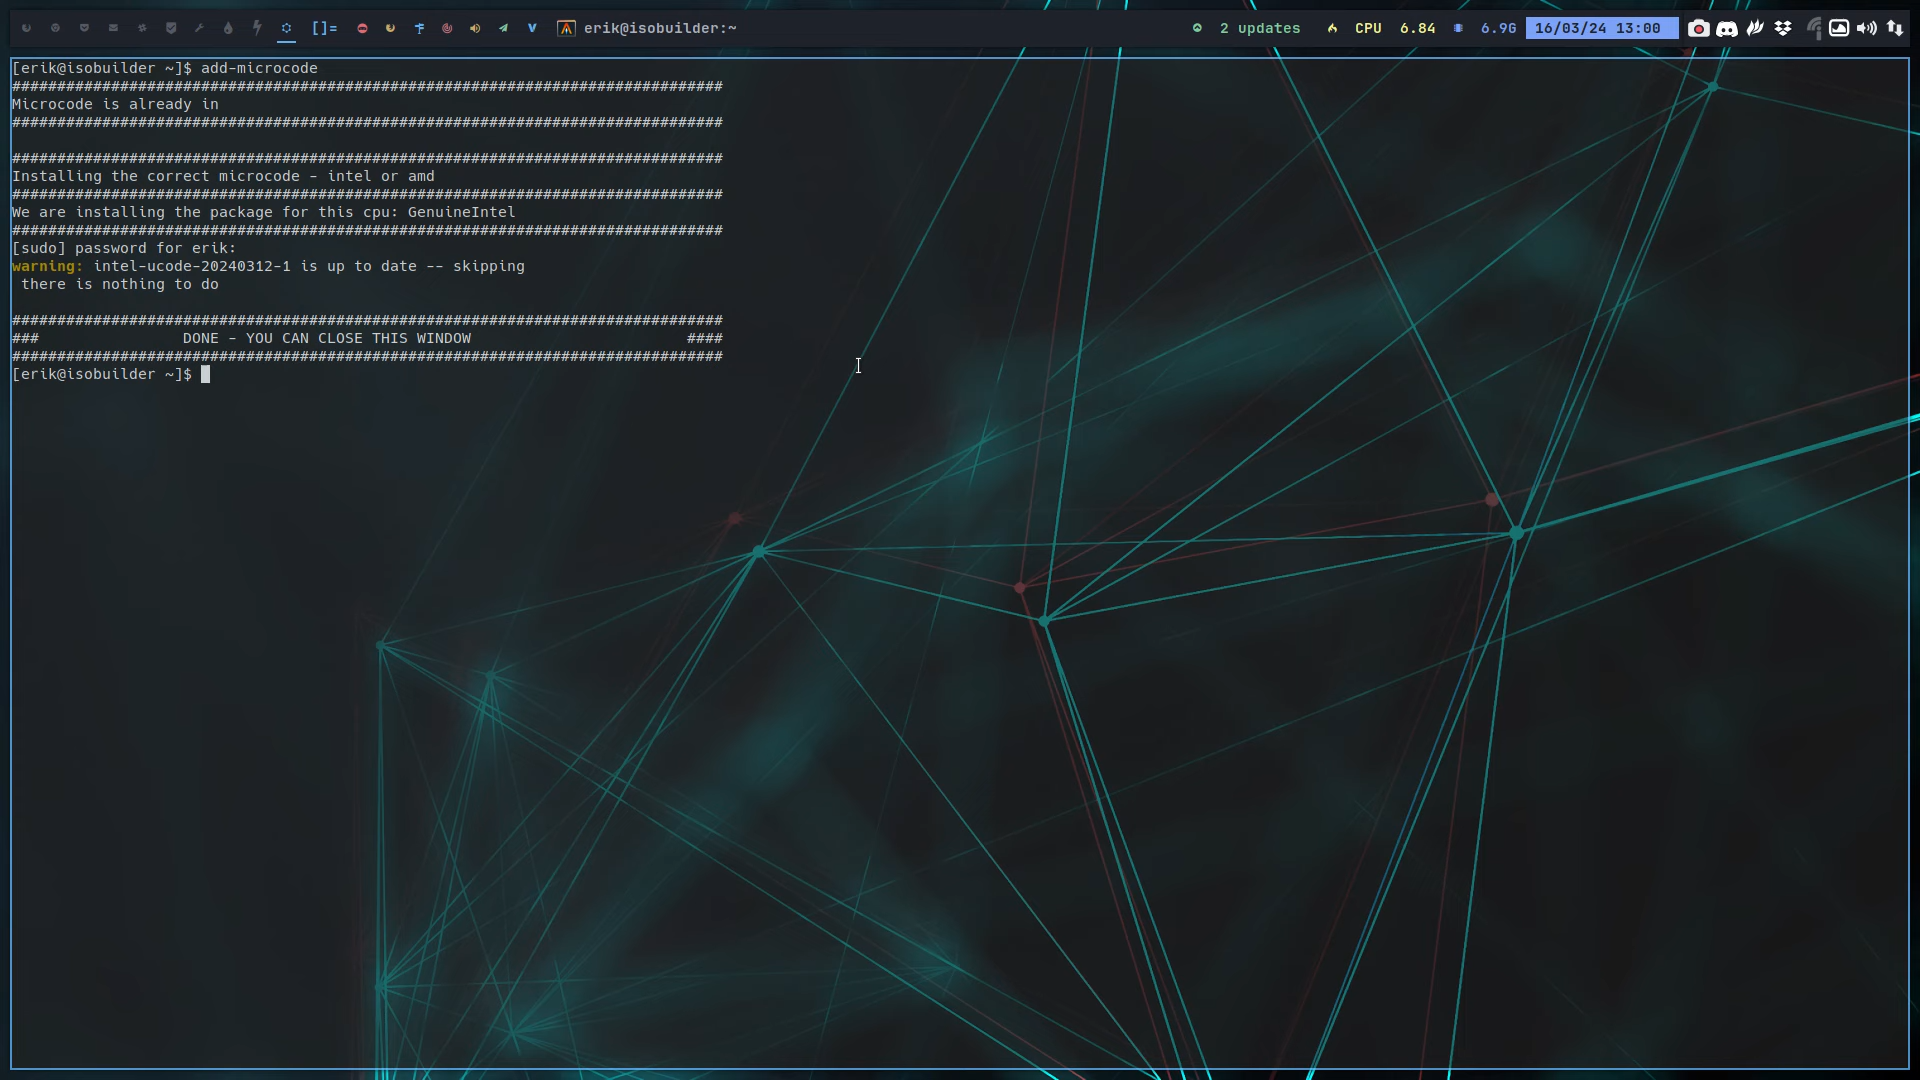 []= erik@isobuilder:~ 2 updates CPU 6.84 6.9G 16/03/24 13:00
[erik@isobuilder ~]$ add-microcode
###############################################################################
Microcode is already in
###############################################################################
###############################################################################
Installing the correct microcode - intel or amd
###############################################################################
We are installing the package for this cpu: GenuineIntel
###############################################################################
[sudo] password for erik:
warning: intel-ucode-20240312-1 is up to date -- skipping
 there is nothing to do
###############################################################################
###                DONE - YOU CAN CLOSE THIS WINDOW                        ####
###############################################################################
[erik@isobuilder ~]$